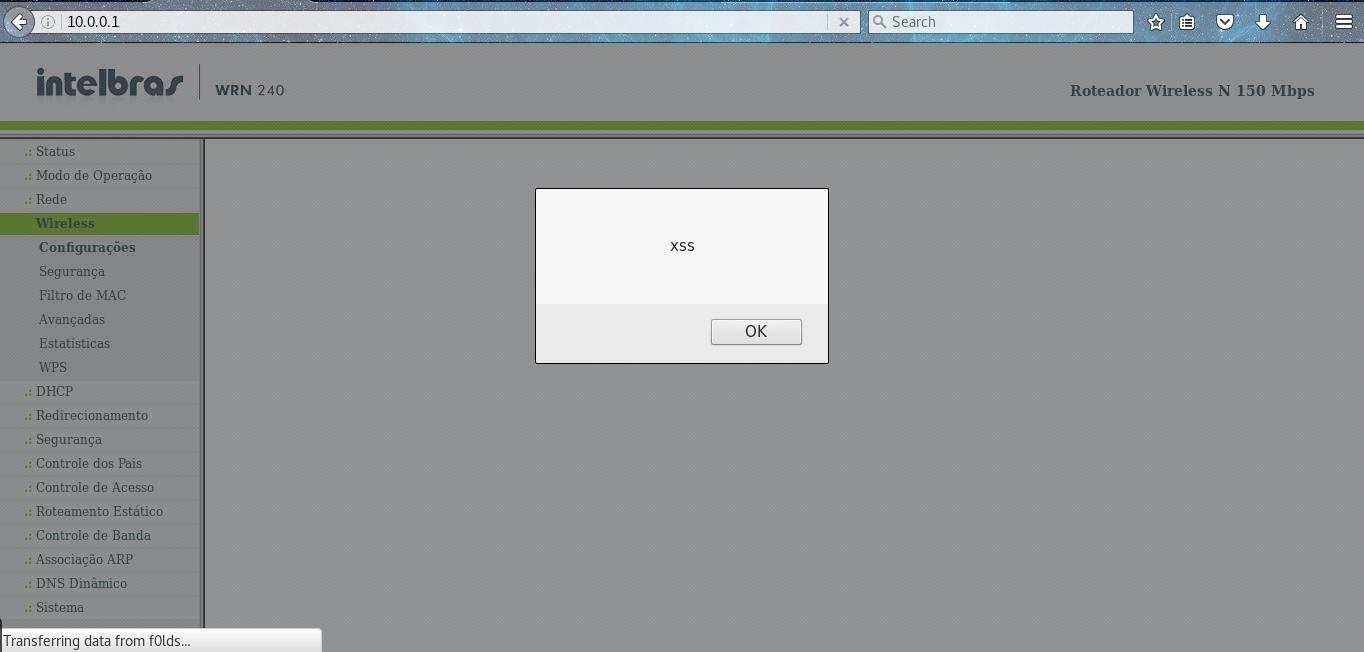 10.0.0.1
Search
intelbras WRN 240
Roteador Wireless N 150 Mbps
Status
Modo de Operação
Rede
Wireless
Configurações
Segurança
Filtro de MAC
Avançadas
Estatísticas
WPS
DHCP
Redirecionamento
Segurança
Controle dos Pais
Controle de Acesso
Roteamento Estático
Controle de Banda
Associação ARP
DNS Dinâmico
Sistema
xss
OK
Transferring data from f0lds...